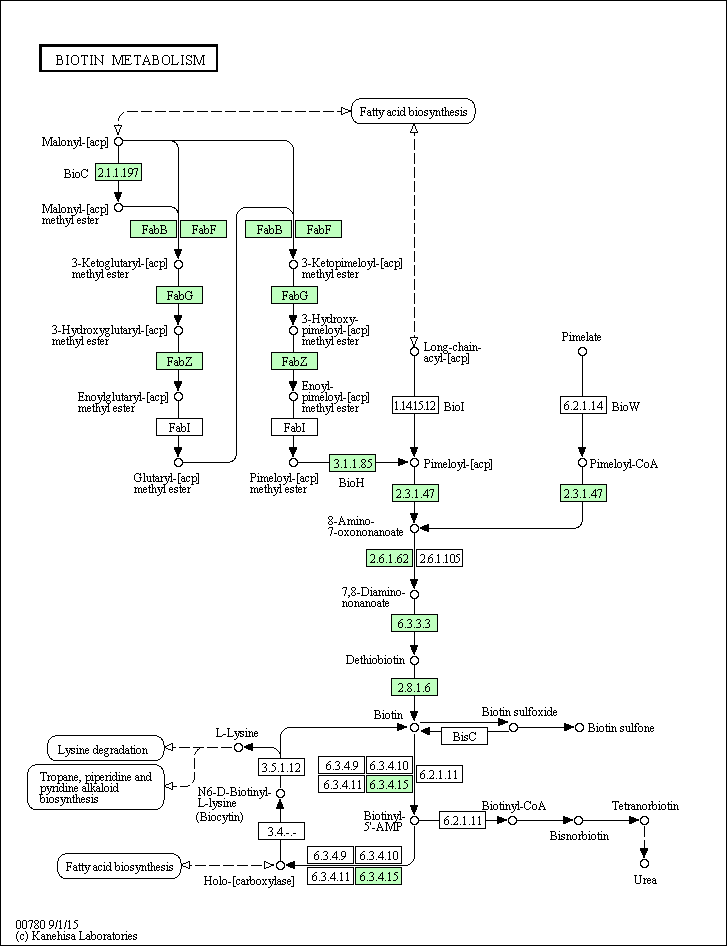 BIOTIN METABOLISM
Fatty acid biosynthesis
Malonyl-[acp]
BioC
2.1.1.197
Malonyl-[acp]
methyl ester
FabB
FabF
FabB
FabF
3-Ketoglutaryl-[acp]
methyl ester
3-Ketopimeloyl-[acp]
methyl ester
FabG
FabG
3-Hydroxyglutaryl-[acp]
methyl ester
3-Hydroxy-
pimeloyl-[acp]
methyl ester
Long-chain-
acyl-[acp]
Pimelate
FabZ
FabZ
Enoylglutaryl-[acp]
methyl ester
Enoyl-
pimeloyl-[acp]
methyl ester
1.14.15.12
BioI
6.2.1.14
BioW
FabI
FabI
Glutaryl-[acp]
methyl ester
Pimeloyl-[acp]
methyl ester
3.1.1.85
BioH
Pimeloyl-[acp]
Pimeloyl-CoA
2.3.1.47
2.3.1.47
8-Amino-
7-oxononanoate
2.6.1.62
2.6.1.105
7,8-Diamino-
nonanoate
6.3.3.3
Dethiobiotin
2.8.1.6
Biotin
Biotin sulfoxide
BisC
Biotin sulfone
L-Lysine
Lysine degradation
3.5.1.12
6.3.4.9
6.3.4.10
6.3.4.11
6.3.4.15
6.2.1.11
Tropane, piperidine and
pyridine alkaloid
biosynthesis
N6-D-Biotinyl-
L-lysine
(Biocytin)
Biotinyl-
5'-AMP
6.2.1.11
Biotinyl-CoA
Bisnorbiotin
Tetranorbiotin
3.4.-.-
Fatty acid biosynthesis
Holo-[carboxylase]
6.3.4.9
6.3.4.10
6.3.4.11
6.3.4.15
Urea
00780 9/1/15
(c) Kanehisa Laboratories